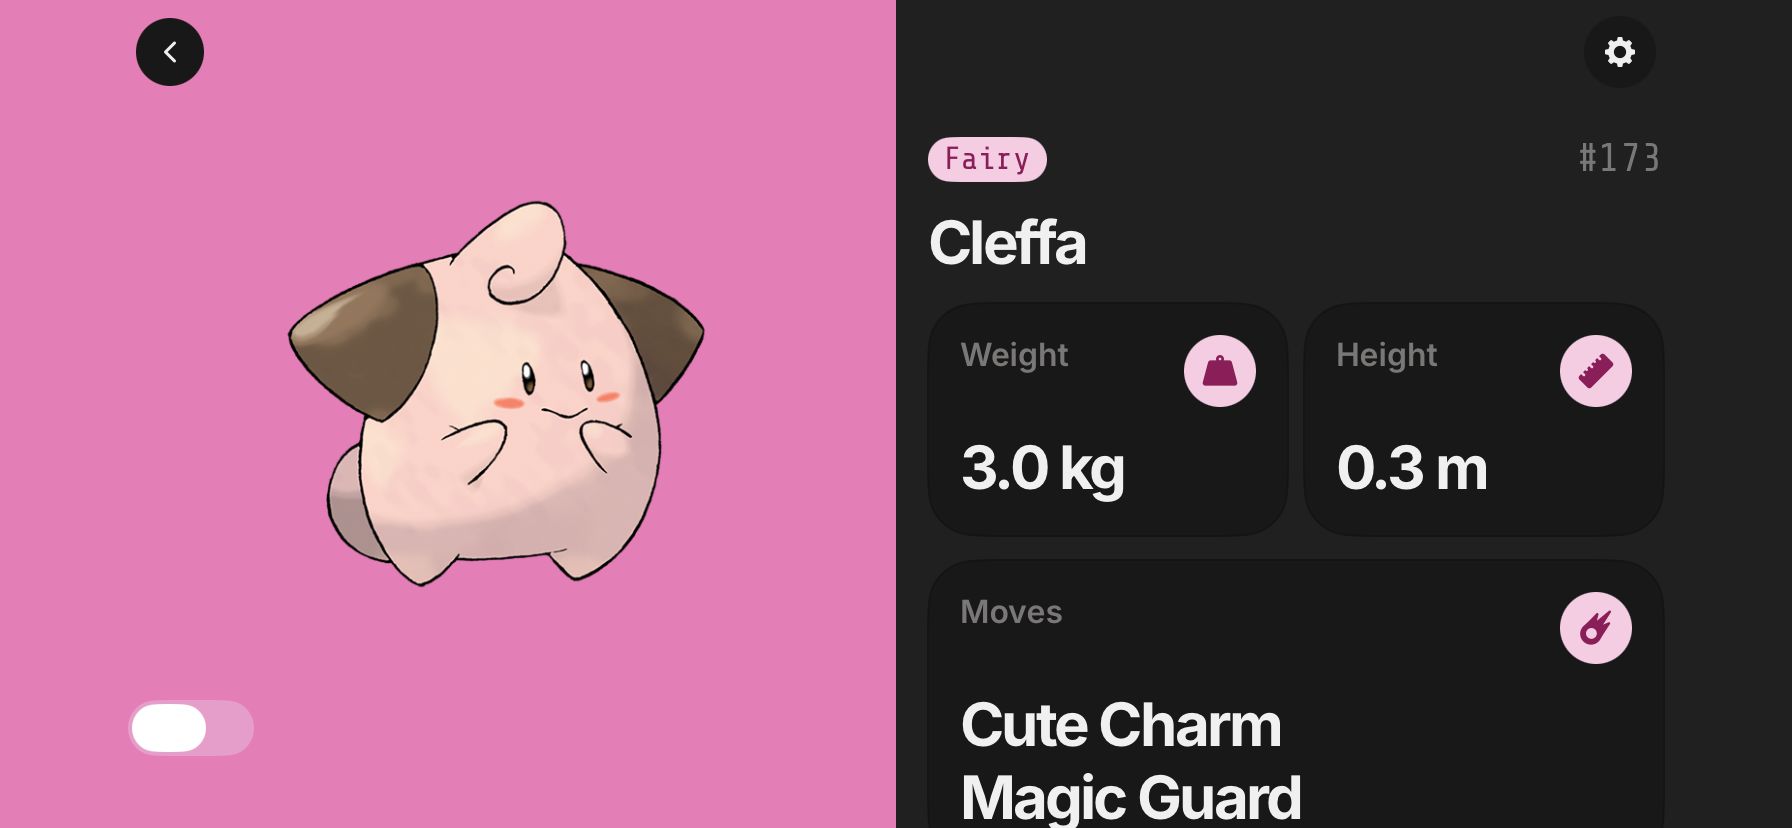 Fairy
#173
Cleffa
Weight
Height
3.0 kg
0.3 m
Moves
Cute Charm
Magic Guard